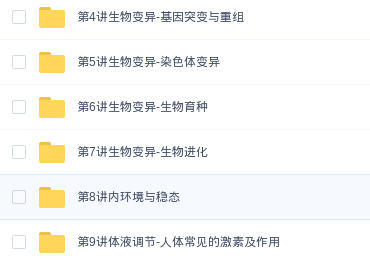 第4讲生物变异-基因突变与重组
第5讲生物变异-染色体变异
第6讲生物变异-生物育种
第7讲生物变异-生物进化
第8讲内环境与稳态
第9讲体液调节-人体常见的激素及作用